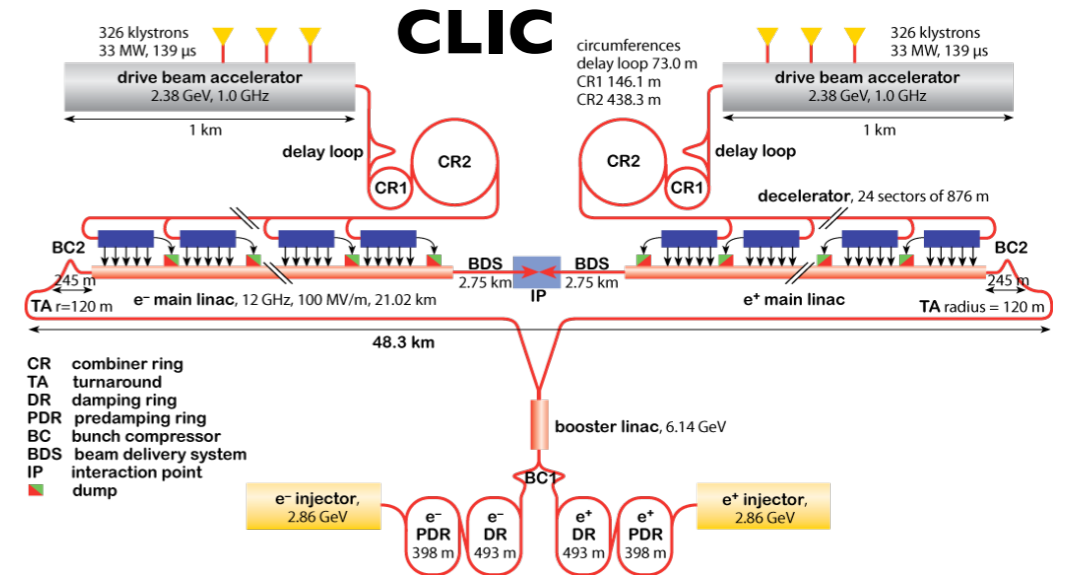 CLIC
326 klystrons
33 MW, 139 µs
drive beam accelerator
2.38 GeV, 1.0 GHz
1 km
delay loop
CR1
CR2
circumferences
delay loop 73.0 m
CR1 146.1 m
CR2 438.3 m
326 klystrons
33 MW, 139 µs
drive beam accelerator
2.38 GeV, 1.0 GHz
1 km
CR2
CR1
delay loop
decelerator, 24 sectors of 876 m
BC2
245 m
TA r=120 m
e⁻ main linac, 12 GHz, 100 MV/m, 21.02 km
BDS
2.75 km
IP
BDS
2.75 km
e⁺ main linac
BC2
245 m
TA radius = 120 m
48.3 km
CR combiner ring
TA turnaround
DR damping ring
PDR predamping ring
BC bunch compressor
BDS beam delivery system
IP interaction point
dump
booster linac, 6.14 GeV
BC1
e⁻ injector,
2.86 GeV
e⁻
PDR
398 m
e⁻
DR
493 m
e⁺
DR
493 m
e⁺
PDR
398 m
e⁺ injector,
2.86 GeV